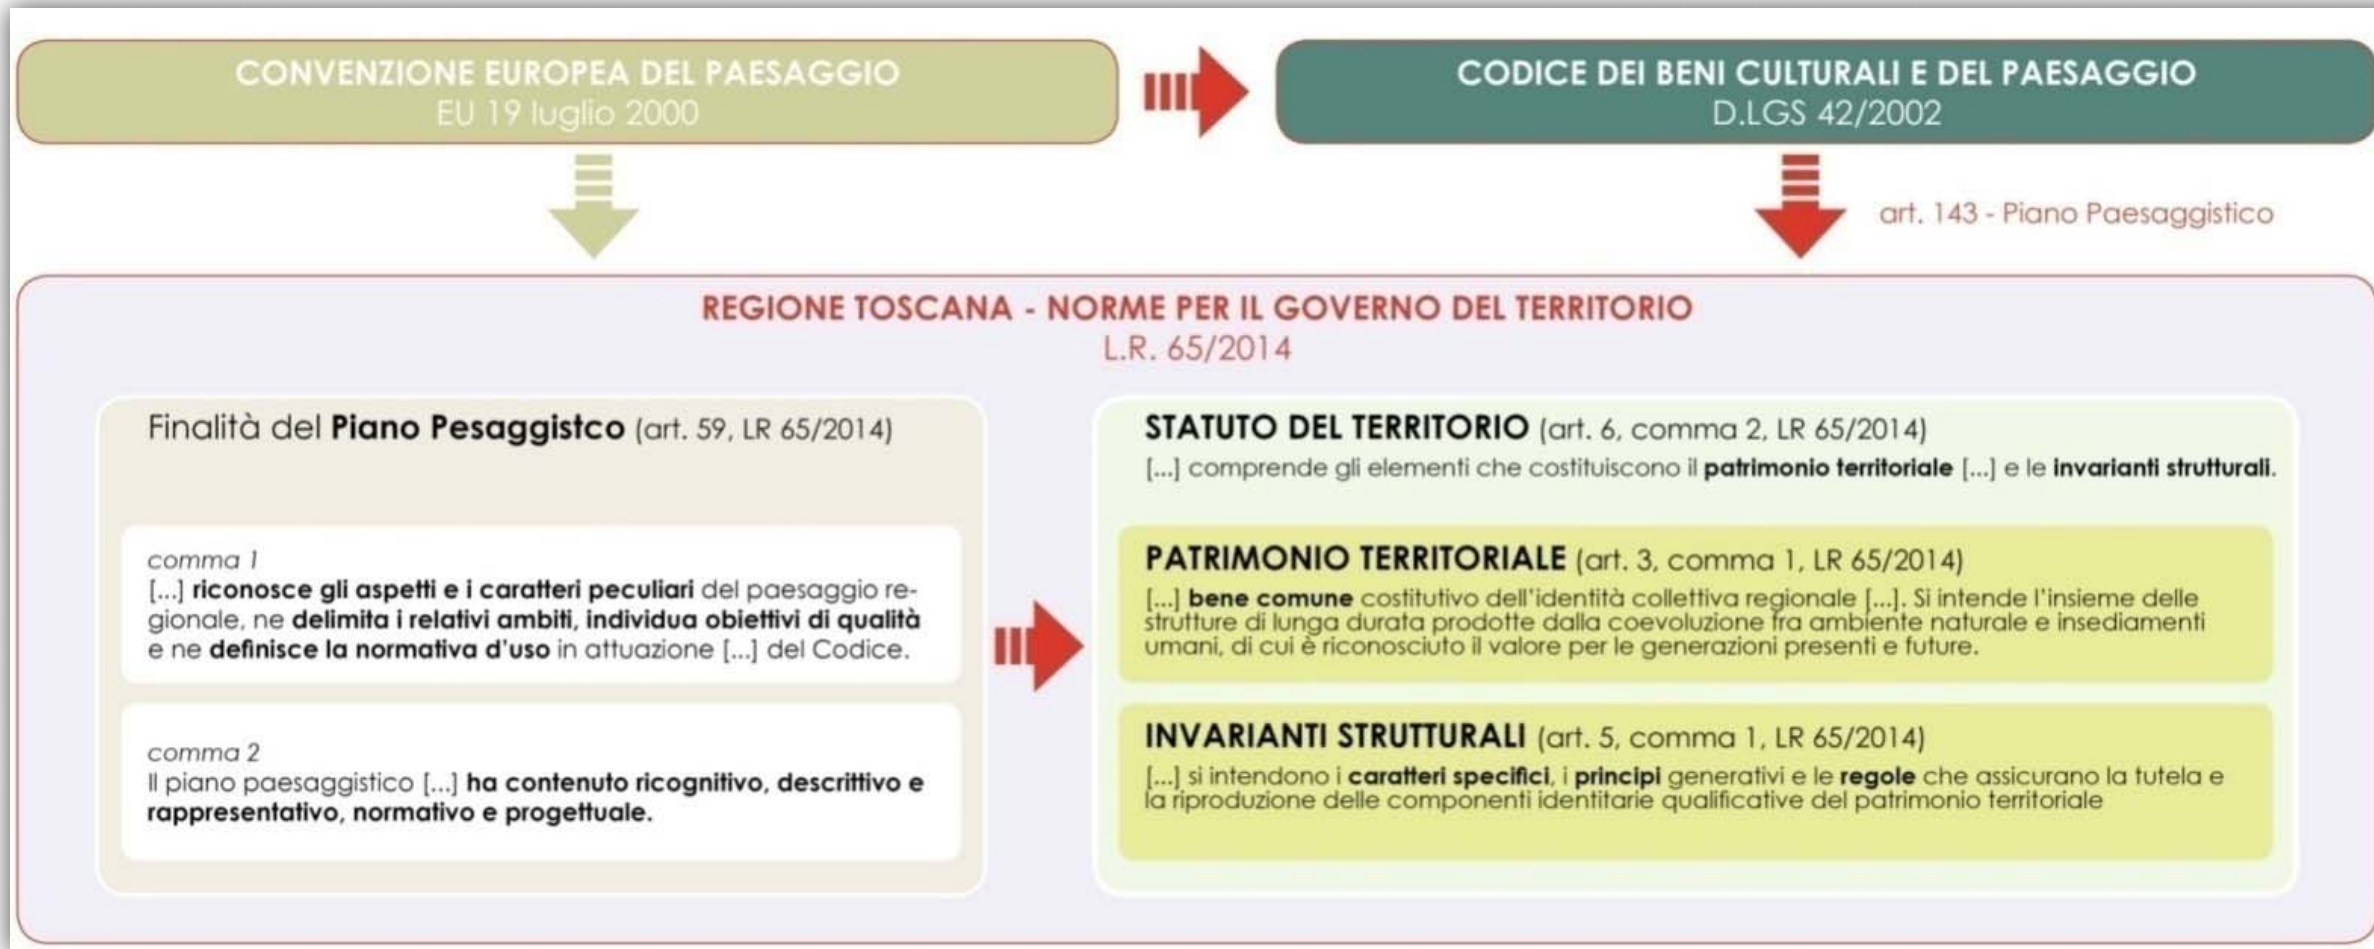 CONVENZIONE EUROPEA DEL PAESAGGIO
EU 19 luglio 2000
CODICE DEI BENI CULTURALI E DEL PAESAGGIO
D.LGS 42/2002
art. 143 - Piano Paesaggistico
REGIONE TOSCANA - NORME PER IL GOVERNO DEL TERRITORIO
L.R. 65/2014
Finalità del Piano Pesaggistco (art. 59, LR 65/2014)
comma 1
[...] riconosce gli aspetti e i caratteri peculiari del paesaggio re-
gionale, ne delimita i relativi ambiti, individua obiettivi di qualità
e ne definisce la normativa d'uso in attuazione [...] del Codice.
comma 2
Il piano paesaggistico [...] ha contenuto ricognitivo, descrittivo e
rappresentativo, normativo e progettuale.
STATUTO DEL TERRITORIO (art. 6, comma 2, LR 65/2014)
[...] comprende gli elementi che costituiscono il patrimonio territoriale [...] e le invarianti strutturali.
PATRIMONIO TERRITORIALE (art. 3, comma 1, LR 65/2014)
[...] bene comune costitutivo dell'identità collettiva regionale [...]. Si intende l'insieme delle
strutture di lunga durata prodotte dalla coevoluzione fra ambiente naturale e insediamenti
umani, di cui è riconosciuto il valore per le generazioni presenti e future.
INVARIANTI STRUTTURALI (art. 5, comma 1, LR 65/2014)
[...] si intendono i caratteri specifici, i principi generativi e le regole che assicurano la tutela e
la riproduzione delle componenti identitarie qualificative del patrimonio territoriale